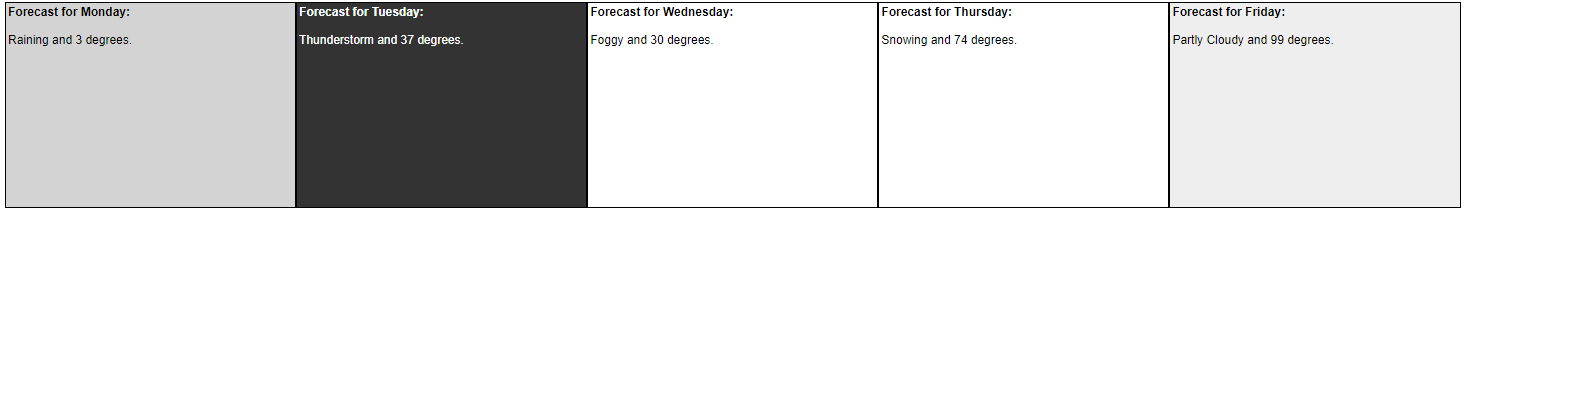 Forecast for Monday:
Raining and 3 degrees.
Forecast for Tuesday:
Thunderstorm and 37 degrees.
Forecast for Wednesday:
Foggy and 30 degrees.
Forecast for Thursday:
Snowing and 74 degrees.
Forecast for Friday:
Partly Cloudy and 99 degrees.